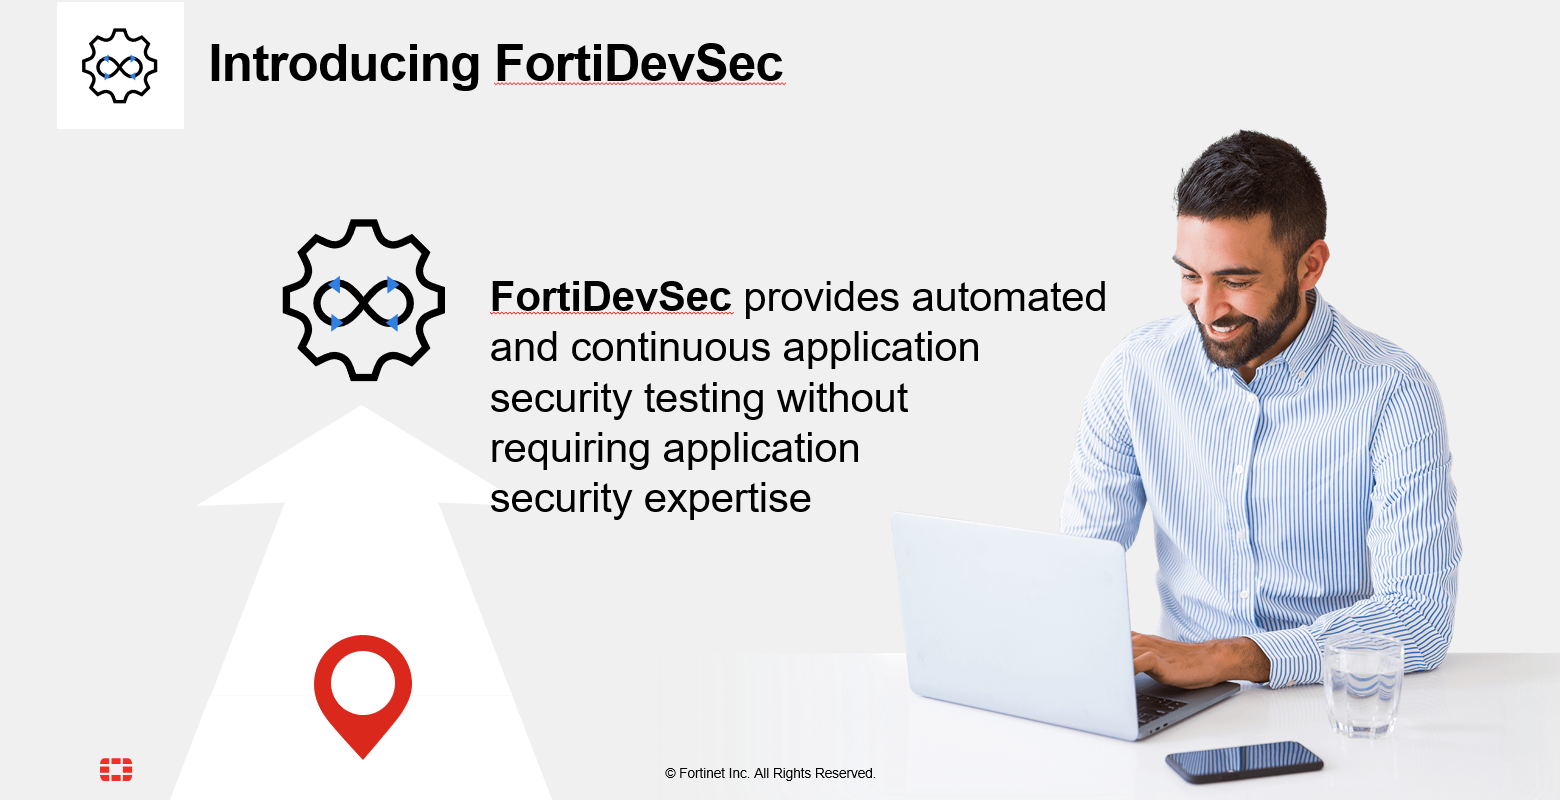 Introducing FortiDevSec
FortiDevSec provides automated
and continuous application
security testing without
requiring application
security expertise
© Fortinet Inc. All Rights Reserved.